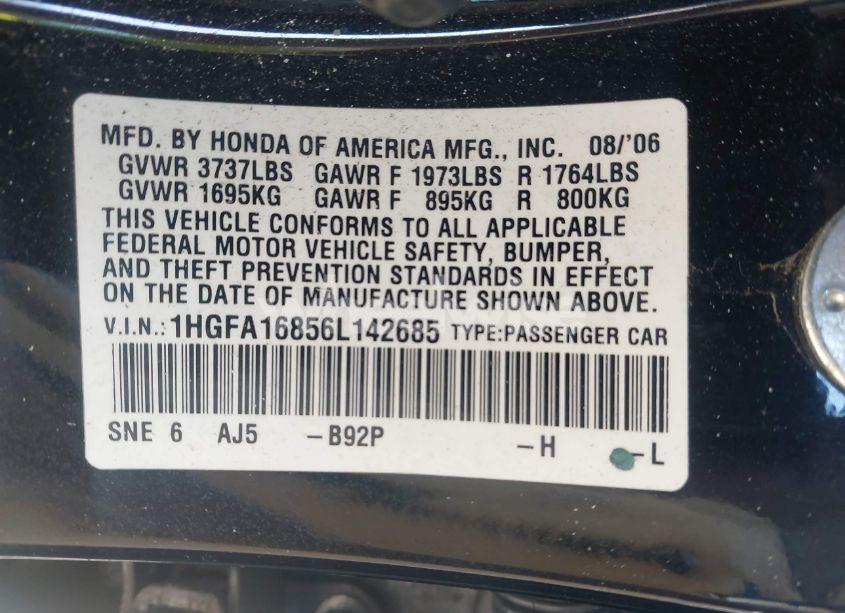 MFD. BY HONDA OF AMERICA MFG., INC. 08/'06
GVWR 3737LBS GAWR F 1973LBS R 1764LBS
GVWR 1695KG GAWR F 895KG R 800KG
THIS VEHICLE CONFORMS TO ALL APPLICABLE
FEDERAL MOTOR VEHICLE SAFETY, BUMPER,
AND THEFT PREVENTION STANDARDS IN EFFECT
ON THE DATE OF MANUFACTURE SHOWN ABOVE.
V.I.N.: 1HGFA16856L142685 TYPE:PASSENGER CAR
SNE 6 AJ5 -B92P -H -L